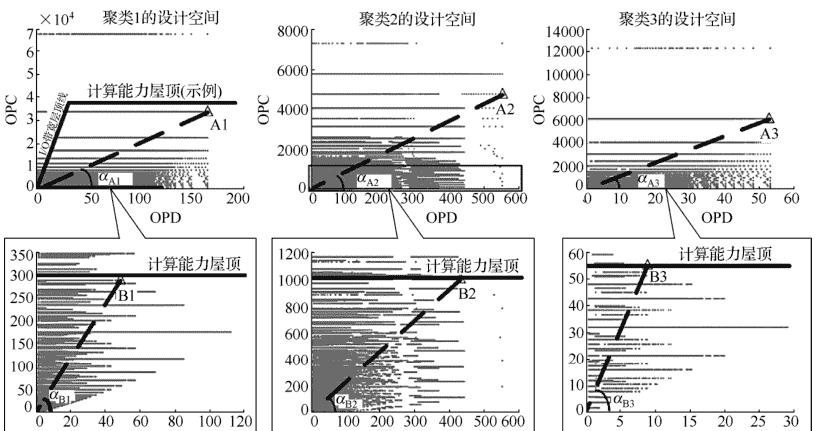 聚类1的设计空间
×10⁴
OPC
7
6
5
4
3
2
1
0
I/O带宽屋顶线
计算能力屋顶(示例)
A1
αA1
0 50 100 150 200
OPD
聚类2的设计空间
OPC
8000
6000
4000
2000
0
A2
αA2
0 100 200 300 400 500 600
OPD
聚类3的设计空间
OPC
14000
12000
10000
8000
6000
4000
2000
0
A3
αA3
0 10 20 30 40 50 60
OPD
350
300
250
200
150
100
50
0
计算能力屋顶
B1
αB1
0 20 40 60 80 100 120
1200
1000
800
600
400
200
0
计算能力屋顶
B2
αB2
0 100 200 300 400 500 600
60
50
40
30
20
10
0
计算能力屋顶
B3
αB3
0 5 10 15 20 25 30